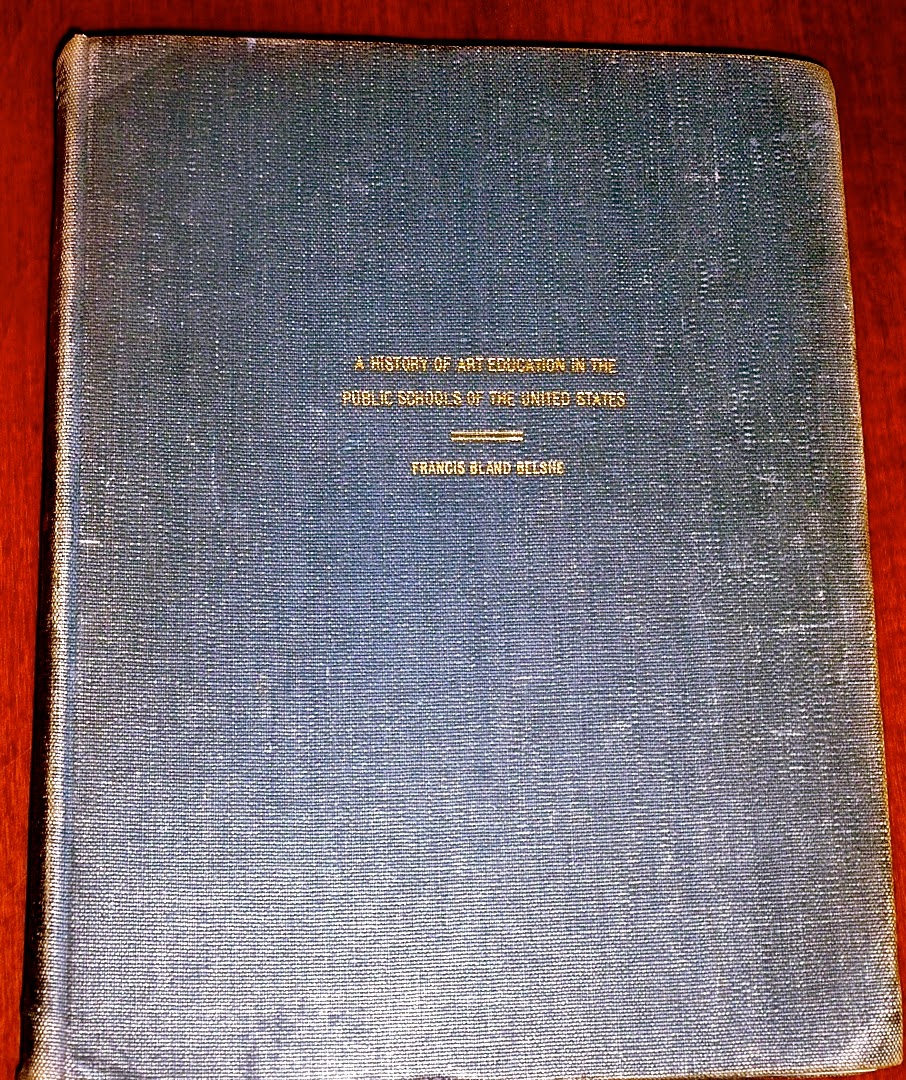 A HISTORY OF ART EDUCATION IN THE
PUBLIC SCHOOLS OF THE UNITED STATES
FRANCIS BLAND BELSHE